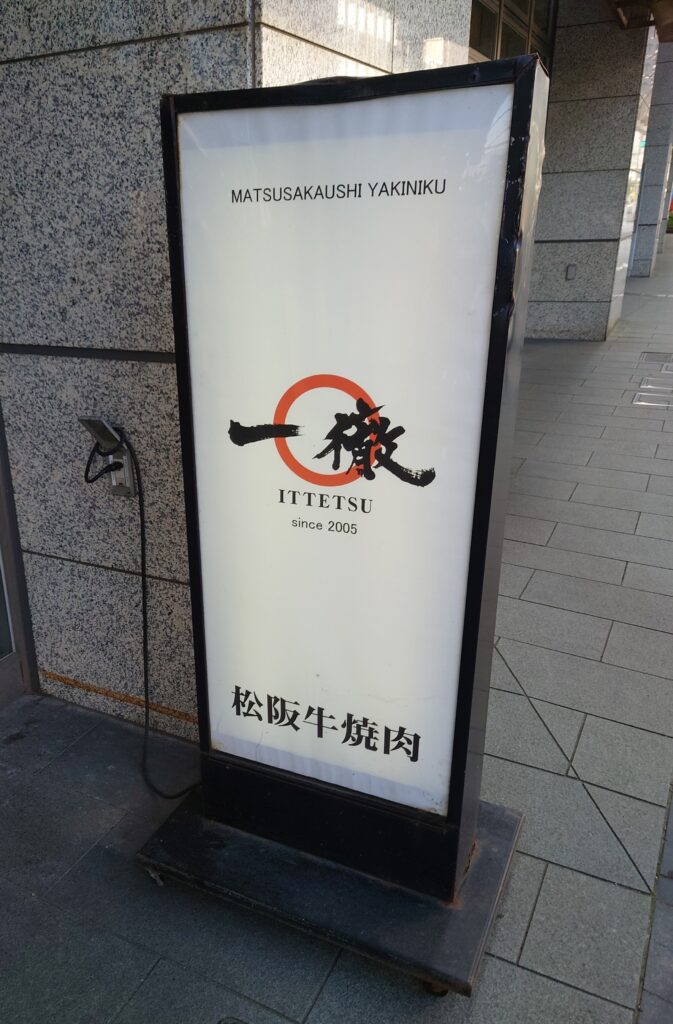 MATSUSAKAUSHI YAKINIKU
一徹
ITTETSU
since 2005
松阪牛焼肉